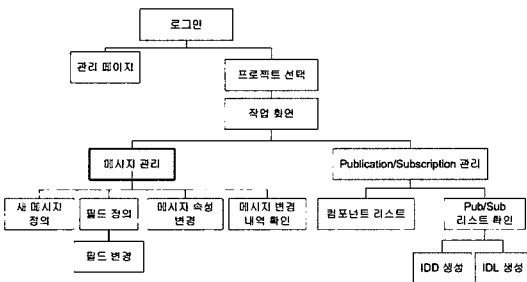 로그인
관리 페이지
프로젝트 선택
작업 화면
메시지 관리
Publication/Subscription 관리
새 메시지
정의
필드 정의
메시지 속성
변경
메시지 변경
내역 확인
컴포넌트 리스트
Pub/Sub
리스트 확인
필드 변경
IDD 생성
IDL 생성